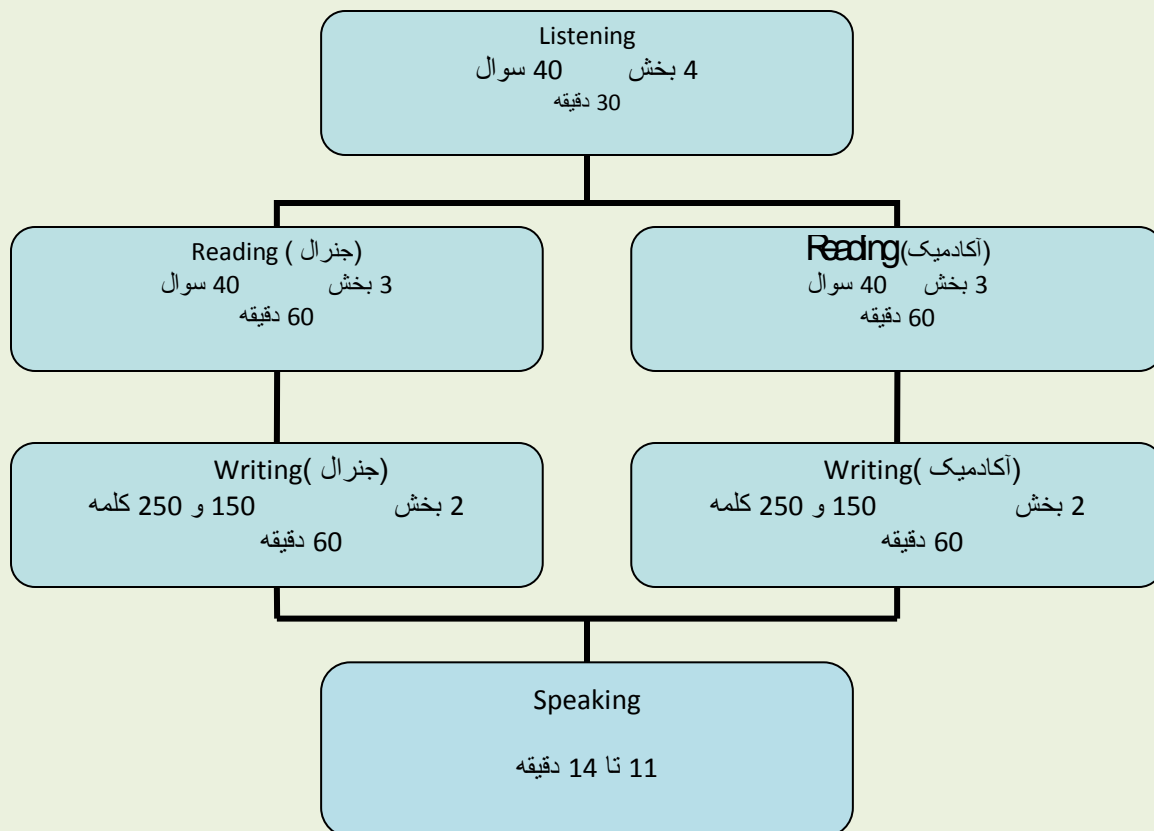 Listening
4 بخش 40 سوال
30 دقیقه
Reading (جنرال)
3 بخش 40 سوال
60 دقیقه
Reading(آکادمیک)
3 بخش 40 سوال
60 دقیقه
Writing(جنرال)
2 بخش 150 و 250 کلمه
60 دقیقه
Writing(آکادمیک)
2 بخش 150 و 250 کلمه
60 دقیقه
Speaking
11 تا 14 دقیقه